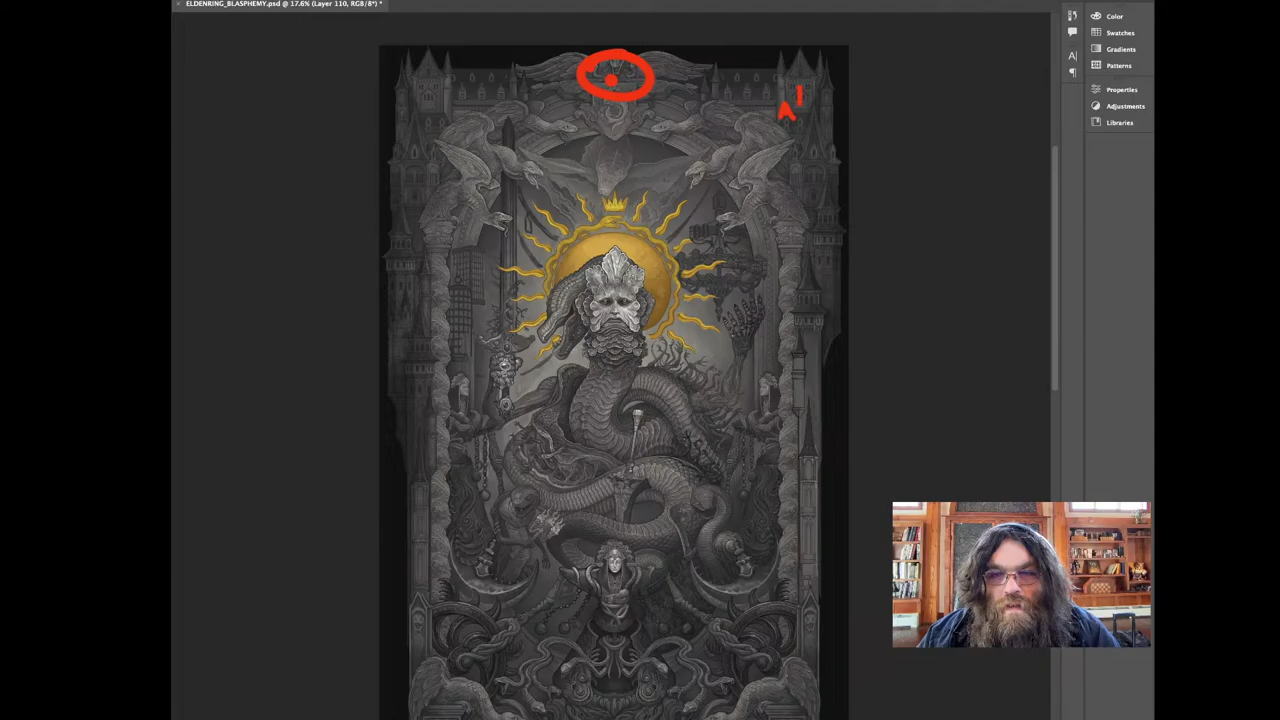 ELDENRING_BLASPHEMY.psd @ 17.6% (Layer 110, RGB/8*) *
Color
Swatches
A|
Gradients
Patterns
Properties
Adjustments
Libraries